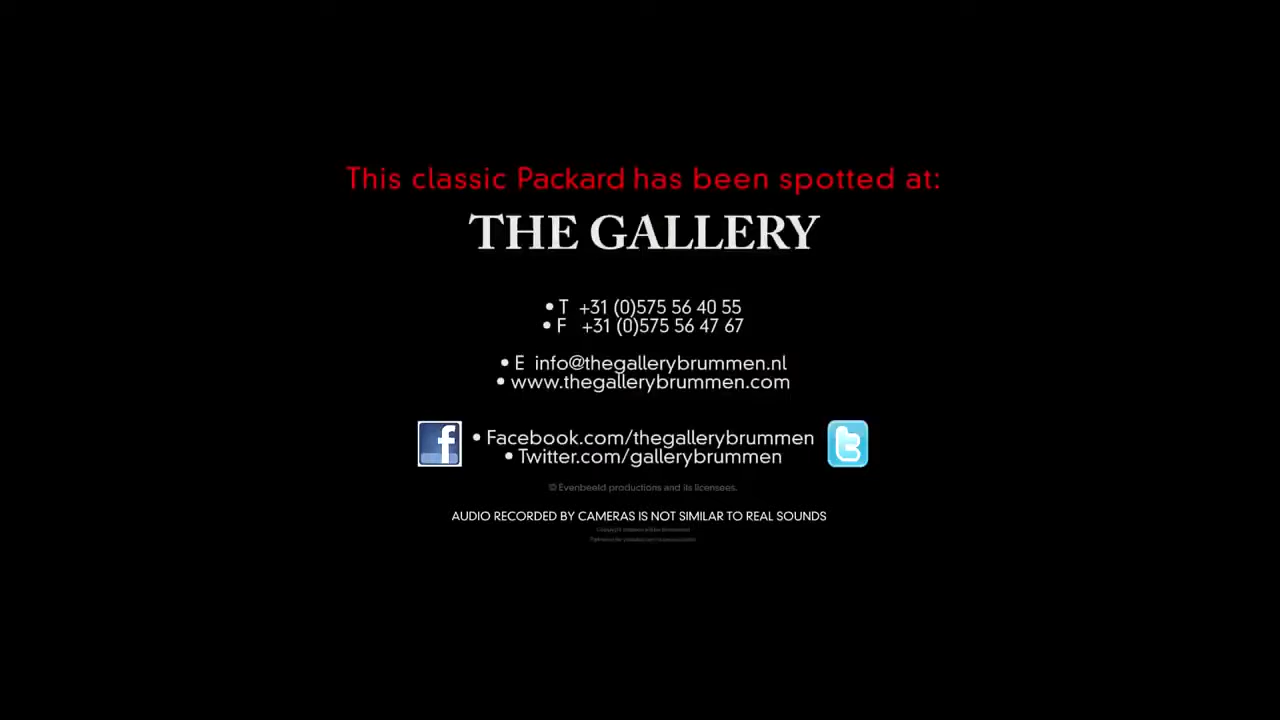 This classic Packard has been spotted at:
THE GALLERY
• T +31 (0)575 56 40 55
• F +31 (0)575 56 47 67
• E info@thegallerybrummen.nl
• www.thegallerybrummen.com
• Facebook.com/thegallerybrummen
• Twitter.com/gallerybrummen
© Evenbeeld productions and its licensees.
AUDIO RECORDED BY CAMERAS IS NOT SIMILAR TO REAL SOUNDS